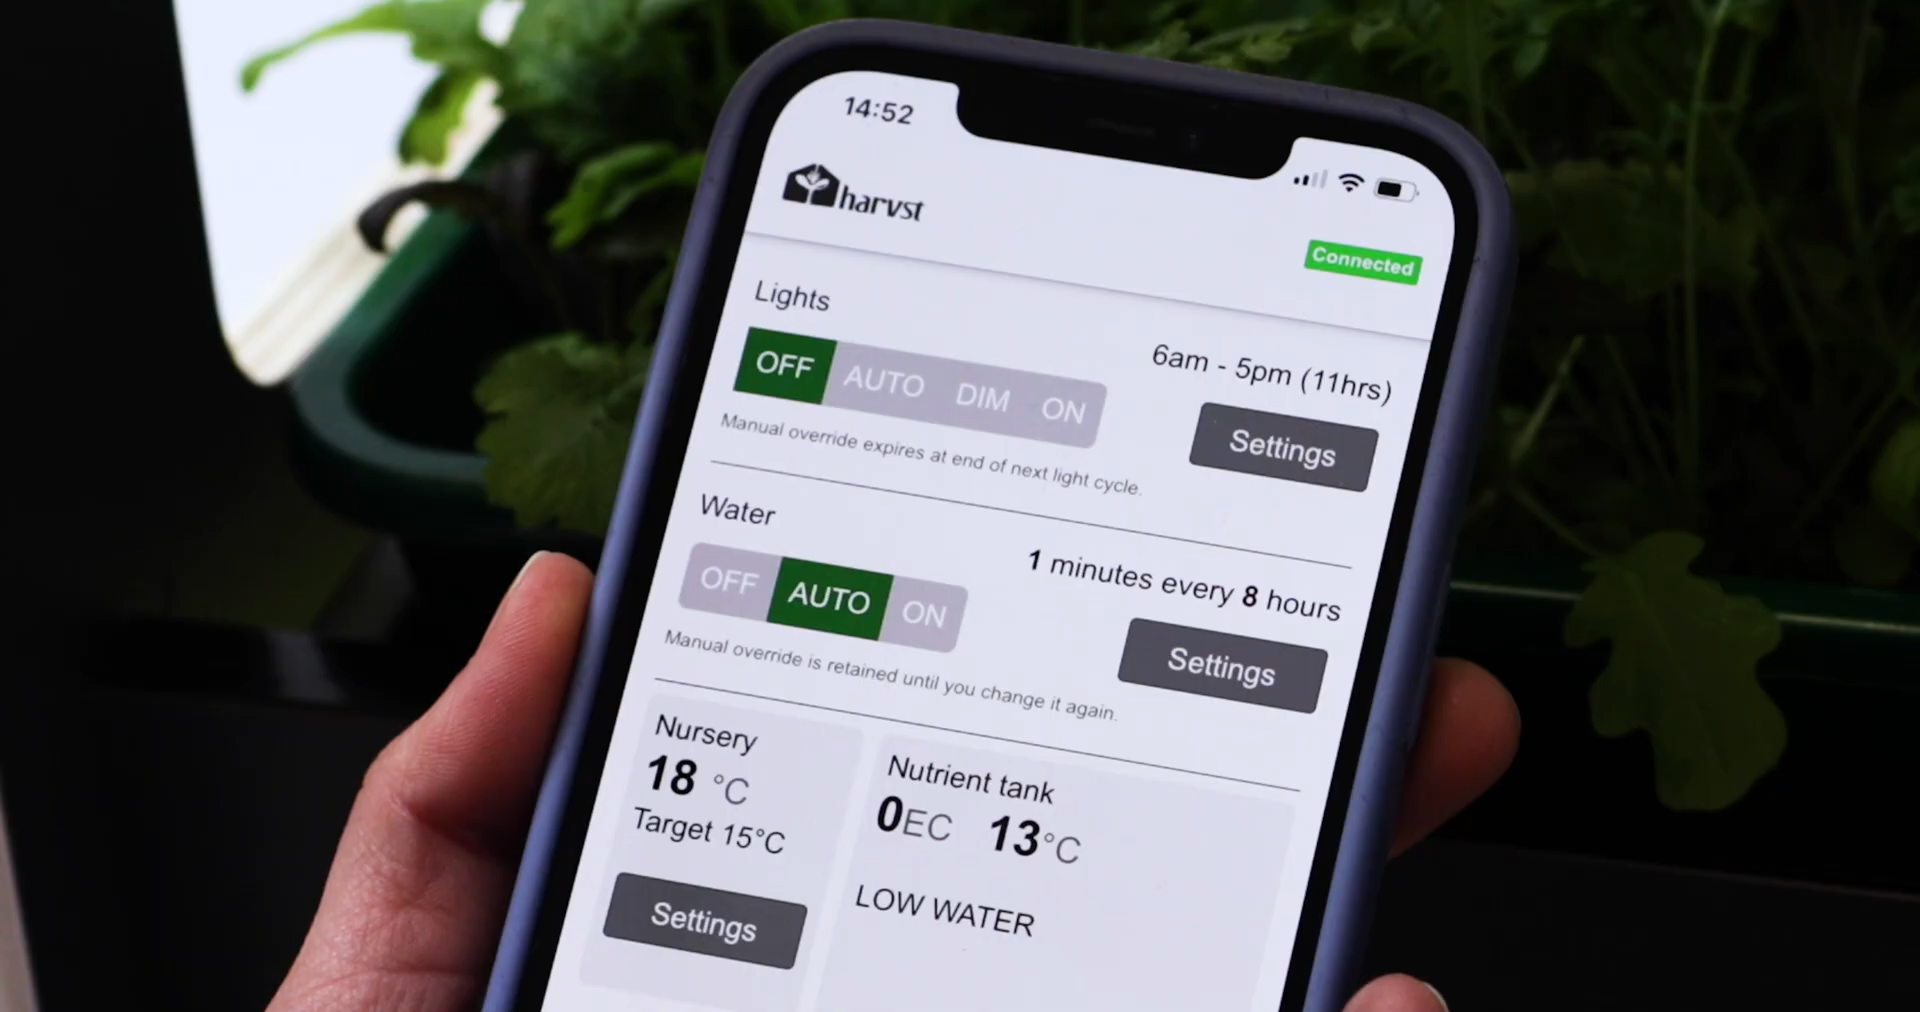 14:52
harvst
Connected
Lights
6am - 5pm (11hrs)
OFF AUTO DIM ON
Settings
Manual override expires at end of next light cycle.
Water
1 minutes every 8 hours
OFF AUTO ON
Settings
Manual override is retained until you change it again.
Nursery
18 °C
Target 15°C
Settings
Nutrient tank
0EC 13°C
LOW WATER